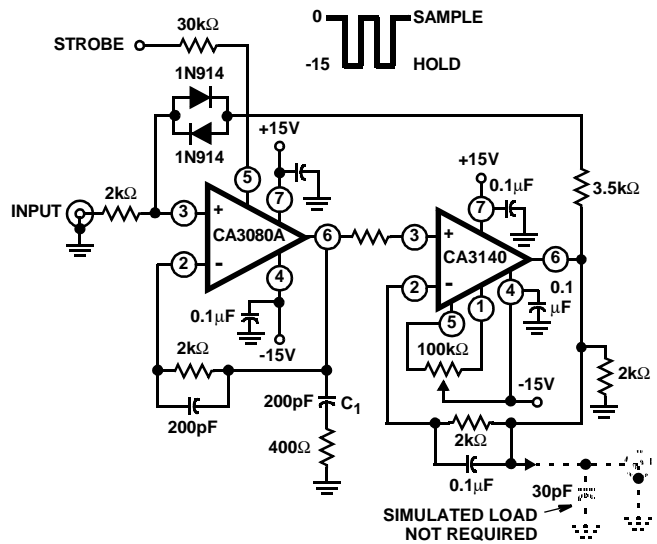 0
SAMPLE
-15
HOLD
30kΩ
STROBE
1N914
1N914
+15V
5
7
2kΩ
INPUT
3
+
CA3080A
6
2
-
4
0.1µF
-15V
2kΩ
200pF
200pF
C1
400Ω
+15V
0.1µF
7
3
+
CA3140
6
2
-
5
1
4
0.1
µF
3.5kΩ
100kΩ
-15V
2kΩ
2kΩ
0.1µF
30pF
SIMULATED LOAD
NOT REQUIRED